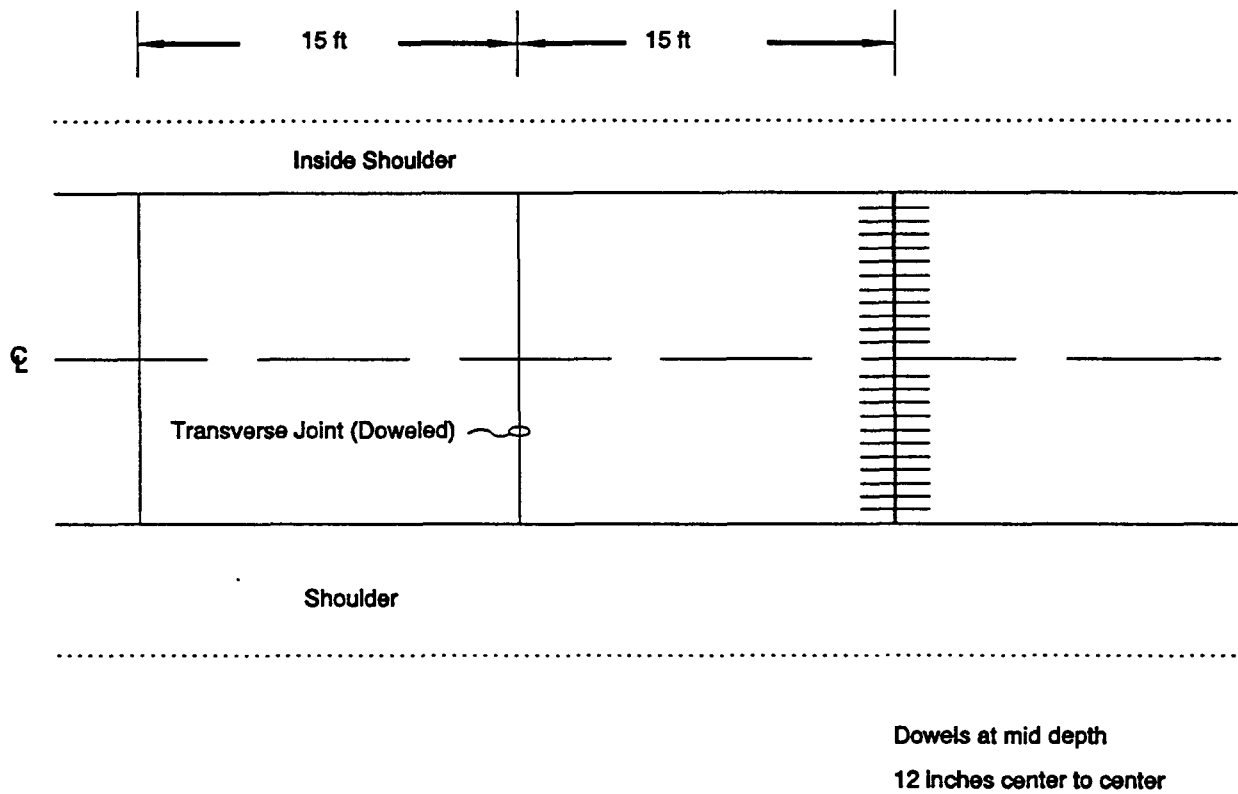 15 ft
15 ft
Inside Shoulder
℄
Transverse Joint (Doweled)
Shoulder
Dowels at mid depth
12 inches center to center